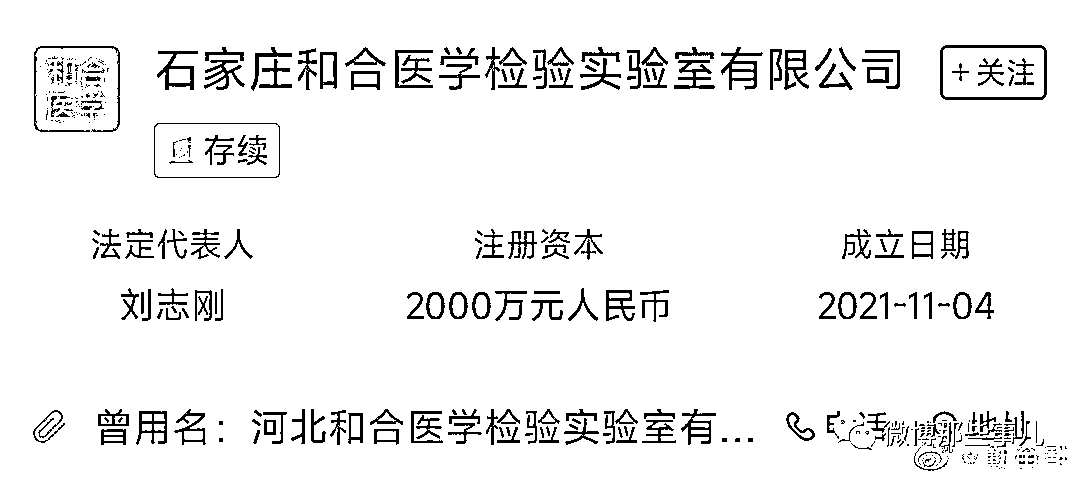 和合
医学
石家庄和合医学检验实验室有限公司
+关注
存续
法定代表人 注册资本 成立日期
刘志刚 2000万元人民币 2021-11-04
曾用名：河北和合医学检验实验室有... 电话 地址
微博那些事儿